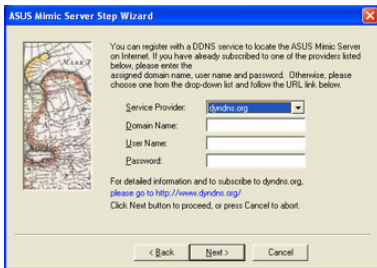 ASUS Mimic Server Step Wizard
You can register with a DDNS service to locate the ASUS Mimic Server
on Internet. If you have already subscribed to one of the providers listed
below, please enter the
assigned domain name, user name and password. Otherwise, please
choose one from the drop-down list and follow the URL link below.
Service Provider: dyndns.org
Domain Name:
User Name:
Password:
For detailed information and to subscribe to dyndns.org,
please go to http://www.dyndns.org/
Click Next button to proceed, or press Cancel to abort.
< Back Next > Cancel